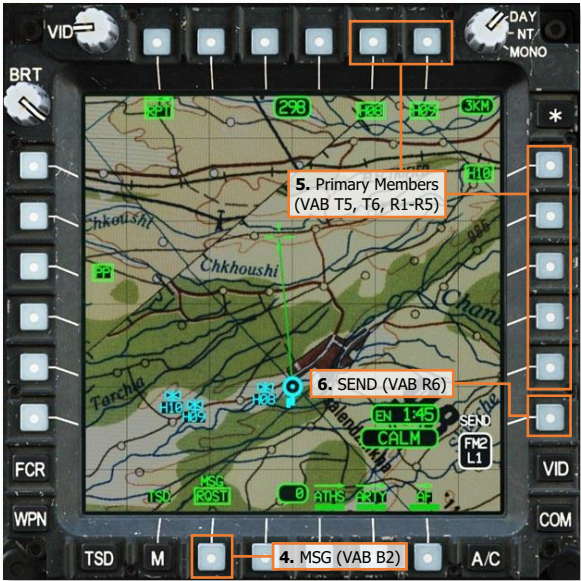 VID
DAY
NT
MONO
BRT
RPT
298
H08
H09
3KM
*
5. Primary Members
(VAB T5, T6, R1-R5)
H10
Chkoushi
Chkhoushi
PP
Tarchia
H10
H09
H08
6. SEND (VAB R6)
EN 1:45
CALM
SEND
FM2
L1
MSG
TSD
RQST
0
ATHS
ARTY
AF
FCR
WPN
VID
COM
TSD
M
4. MSG (VAB B2)
A/C